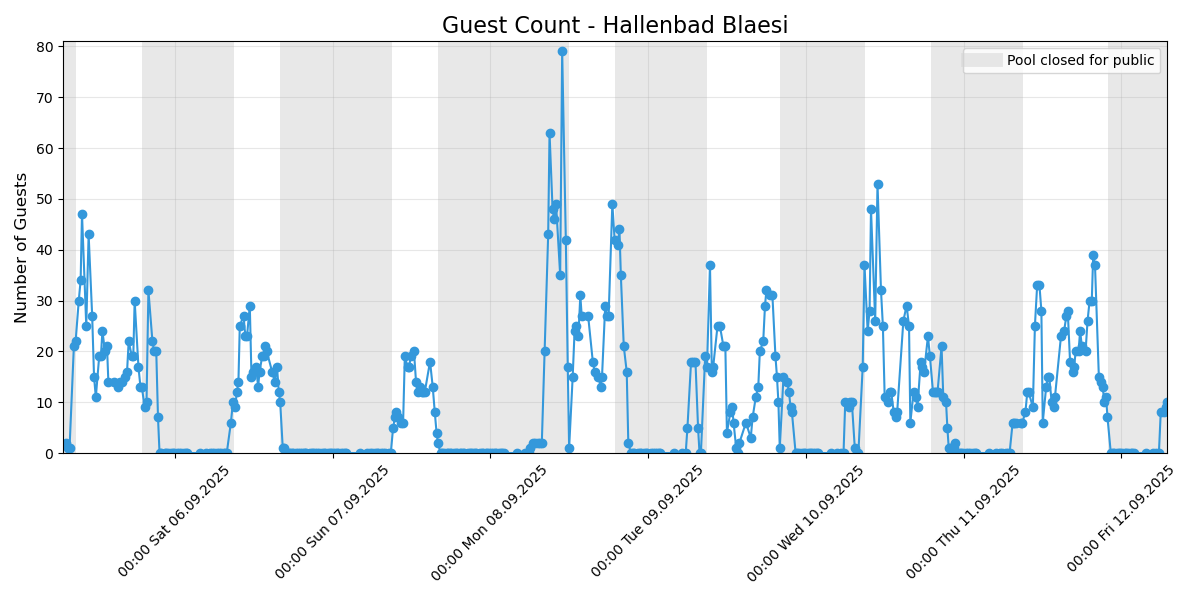 Guest Count - Hallenbad Blaesi
Pool closed for public
Number of Guests
80
70
60
50
40
30
20
10
0
00:00 Sat 06.09.2025
00:00 Sun 07.09.2025
00:00 Mon 08.09.2025
00:00 Tue 09.09.2025
00:00 Wed 10.09.2025
00:00 Thu 11.09.2025
00:00 Fri 12.09.2025